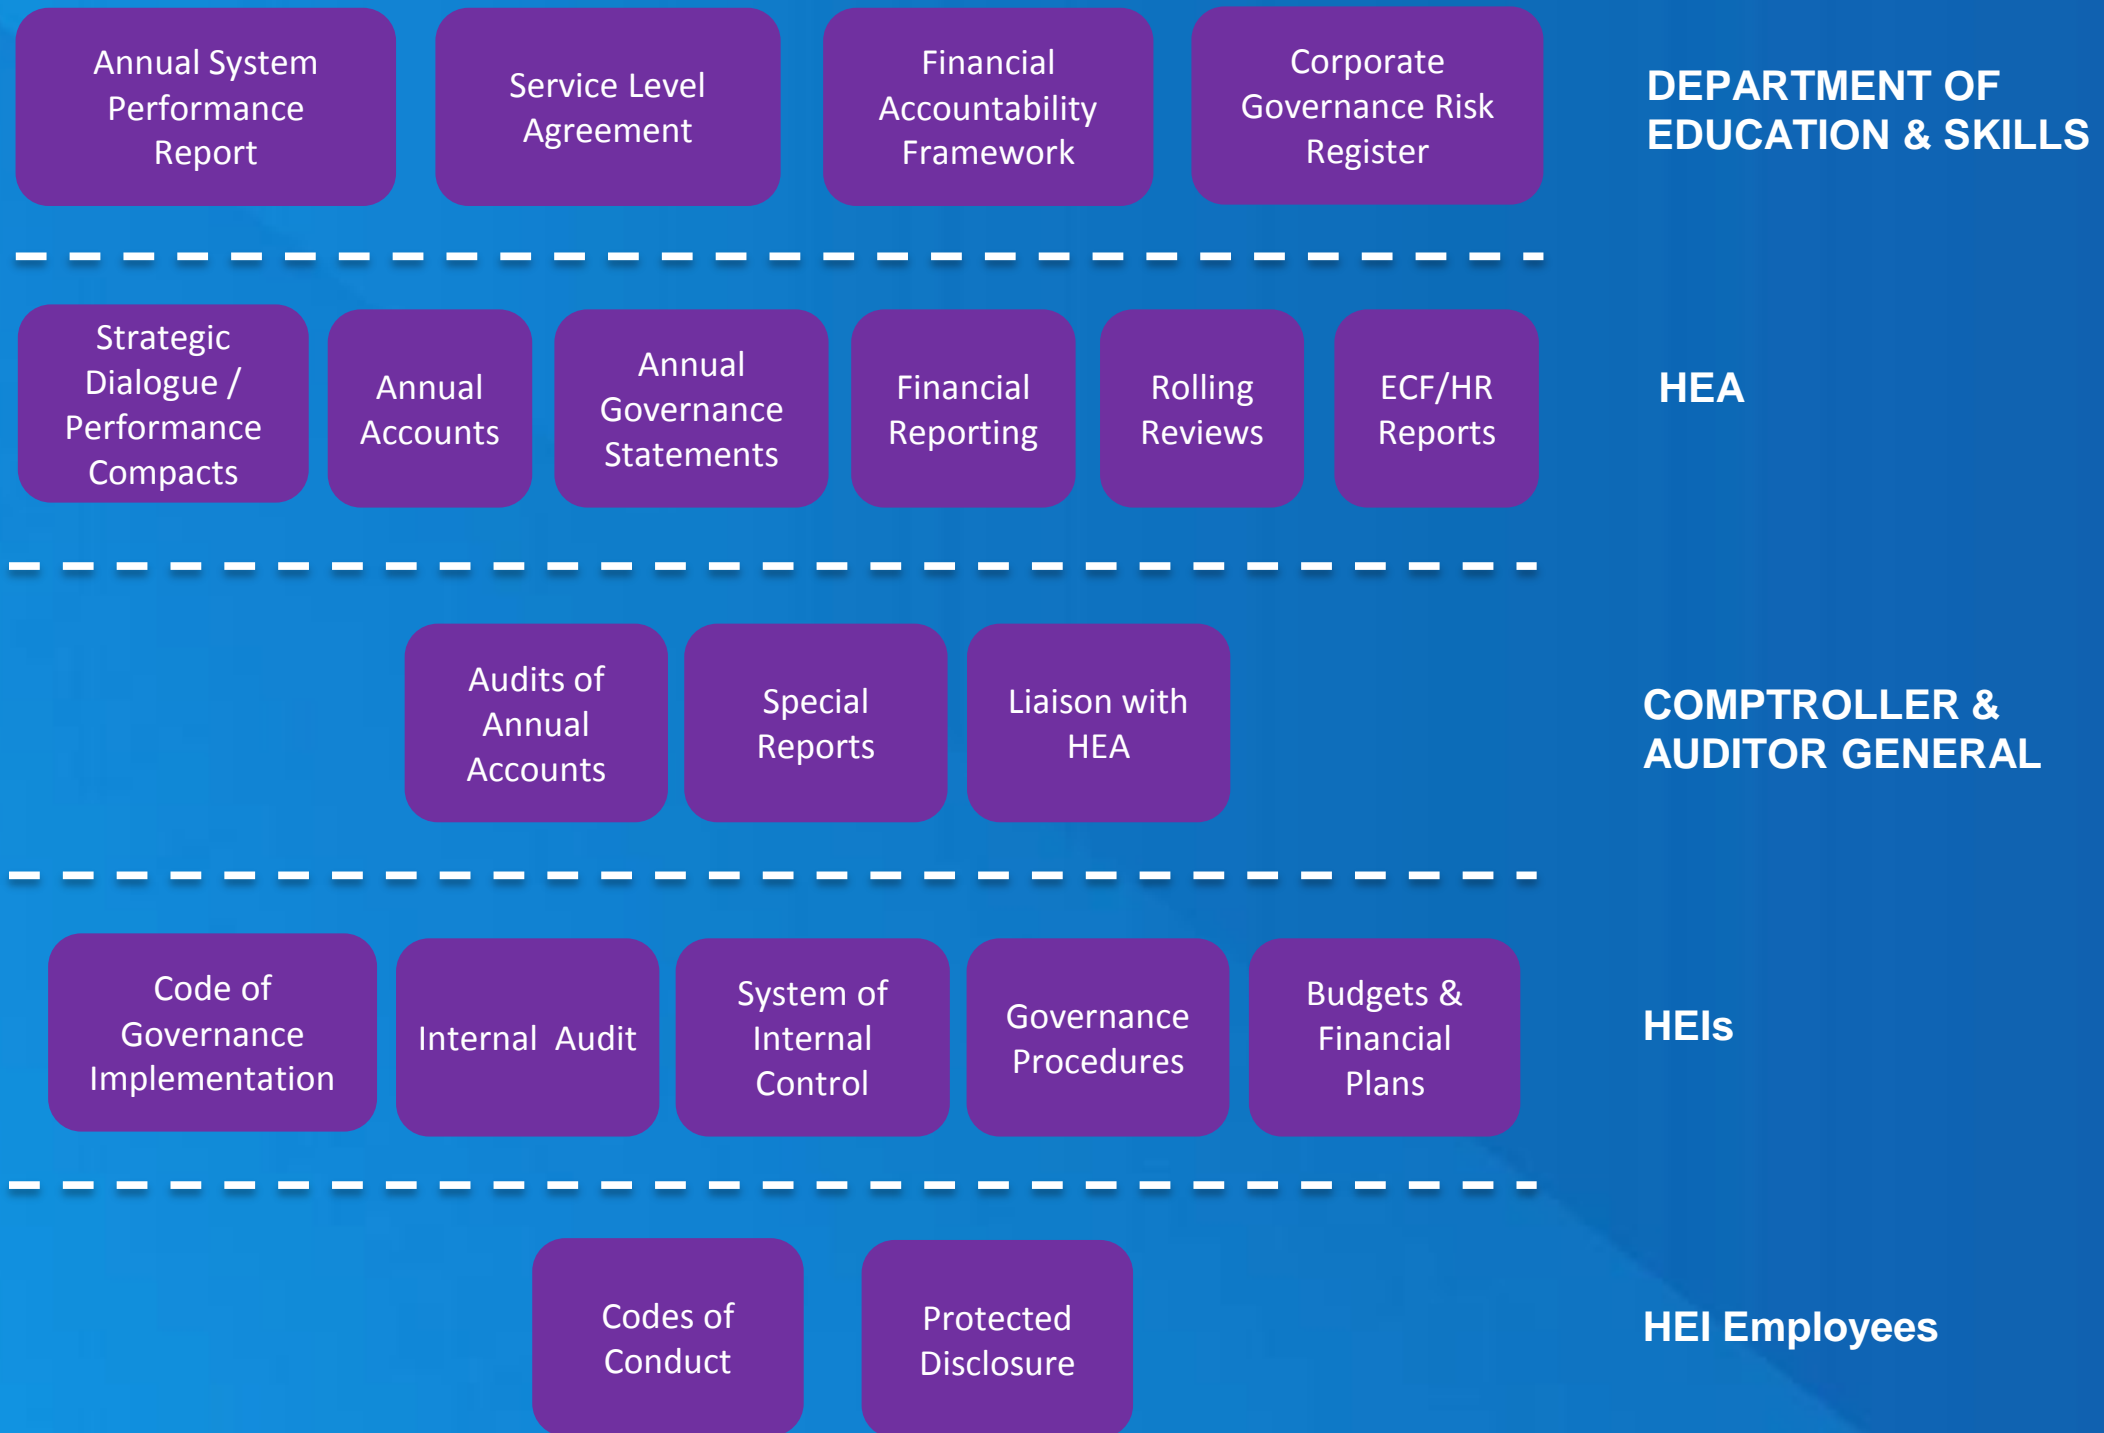 Annual System
Performance
Report
Service Level
Agreement
Financial
Accountability
Framework
Corporate
Governance Risk
Register
DEPARTMENT OF
EDUCATION & SKILLS
Strategic
Dialogue /
Performance
Compacts
Annual
Accounts
Annual
Governance
Statements
Financial
Reporting
Rolling
Reviews
ECF/HR
Reports
HEA
Audits of
Annual
Accounts
Special
Reports
Liaison with
HEA
COMPTROLLER &
AUDITOR GENERAL
Code of
Governance
Implementation
Internal Audit
System of
Internal
Control
Governance
Procedures
Budgets &
Financial
Plans
HEIs
Codes of
Conduct
Protected
Disclosure
HEI Employees